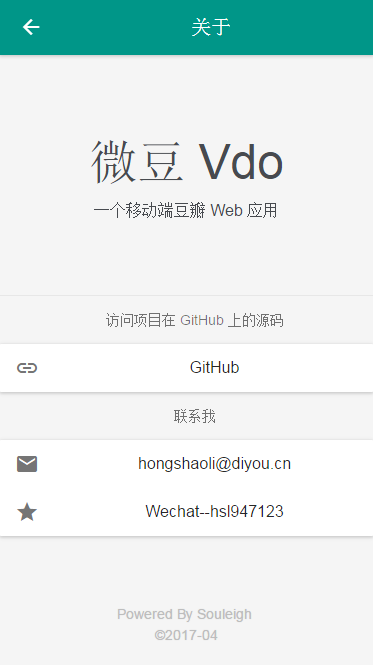 关于
微豆 Vdo
一个移动端豆瓣 Web 应用
访问项目在 GitHub 上的源码
GitHub
联系我
hongshaoli@diyou.cn
Wechat--hsl947123
Powered By Souleigh
©2017-04